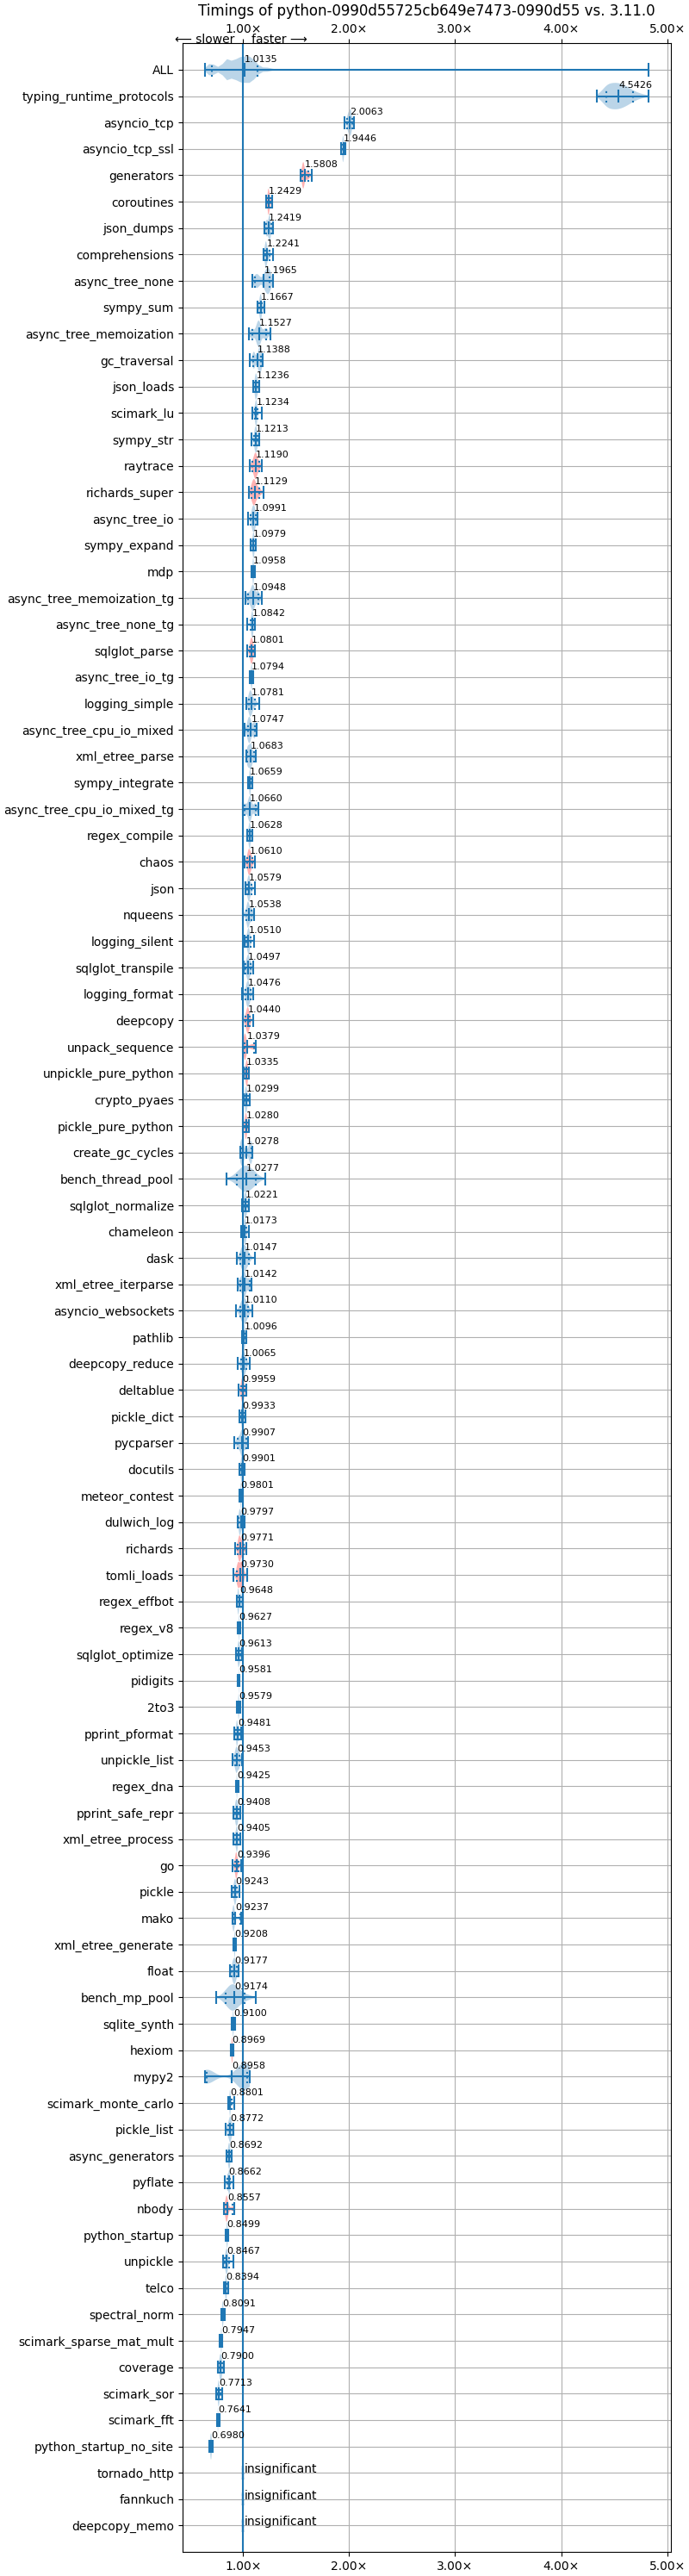 Timings of python-0990d55725cb649e7473-0990d55 vs. 3.11.0
⟵ slower faster ⟶
1.00× 2.00× 3.00× 4.00× 5.00×
ALL 1.0135
typing_runtime_protocols 4.5426
asyncio_tcp 2.0063
asyncio_tcp_ssl 1.9446
generators 1.5808
coroutines 1.2429
json_dumps 1.2419
comprehensions 1.2241
async_tree_none 1.1965
sympy_sum 1.1667
async_tree_memoization 1.1527
gc_traversal 1.1388
json_loads 1.1236
scimark_lu 1.1234
sympy_str 1.1213
raytrace 1.1190
richards_super 1.1129
async_tree_io 1.0991
sympy_expand 1.0979
mdp 1.0958
async_tree_memoization_tg 1.0948
async_tree_none_tg 1.0842
sqlglot_parse 1.0801
async_tree_io_tg 1.0794
logging_simple 1.0781
async_tree_cpu_io_mixed 1.0747
xml_etree_parse 1.0683
sympy_integrate 1.0659
async_tree_cpu_io_mixed_tg 1.0660
regex_compile 1.0628
chaos 1.0610
json 1.0579
nqueens 1.0538
logging_silent 1.0510
sqlglot_transpile 1.0497
logging_format 1.0476
deepcopy 1.0440
unpack_sequence 1.0379
unpickle_pure_python 1.0335
crypto_pyaes 1.0299
pickle_pure_python 1.0280
create_gc_cycles 1.0278
bench_thread_pool 1.0277
sqlglot_normalize 1.0221
chameleon 1.0173
dask 1.0147
xml_etree_iterparse 1.0142
asyncio_websockets 1.0110
pathlib 1.0096
deepcopy_reduce 1.0065
deltablue 0.9959
pickle_dict 0.9933
pycparser 0.9907
docutils 0.9901
meteor_contest 0.9801
dulwich_log 0.9797
richards 0.9771
tomli_loads 0.9730
regex_effbot 0.9648
regex_v8 0.9627
sqlglot_optimize 0.9613
pidigits 0.9581
2to3 0.9579
pprint_pformat 0.9481
unpickle_list 0.9453
regex_dna 0.9425
pprint_safe_repr 0.9408
xml_etree_process 0.9405
go 0.9396
pickle 0.9243
mako 0.9237
xml_etree_generate 0.9208
float 0.9177
bench_mp_pool 0.9174
sqlite_synth 0.9100
hexiom 0.8969
mypy2 0.8958
scimark_monte_carlo 0.8801
pickle_list 0.8772
async_generators 0.8692
pyflate 0.8662
nbody 0.8557
python_startup 0.8499
unpickle 0.8467
telco 0.8394
spectral_norm 0.8091
scimark_sparse_mat_mult 0.7947
coverage 0.7900
scimark_sor 0.7713
scimark_fft 0.7641
python_startup_no_site 0.6980
tornado_http insignificant
fannkuch insignificant
deepcopy_memo insignificant
1.00× 2.00× 3.00× 4.00× 5.00×